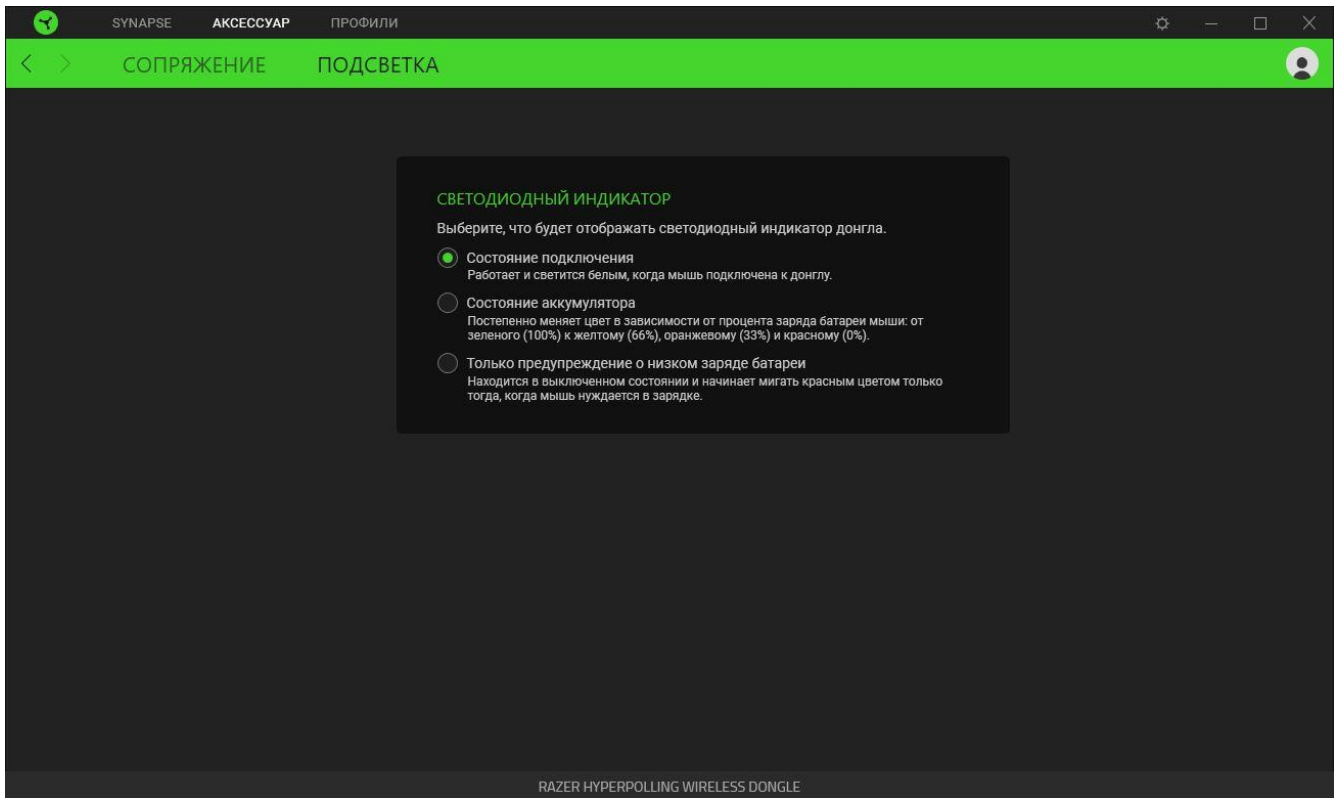 SYNAPSE АКСЕССУАР ПРОФИЛИ
СОПРЯЖЕНИЕ ПОДСВЕТКА
СВЕТОДИОДНЫЙ ИНДИКАТОР
Выберите, что будет отображать светодиодный индикатор донгла.
Состояние подключения
Работает и светится белым, когда мышь подключена к донглу.
Состояние аккумулятора
Постепенно меняет цвет в зависимости от процента заряда батареи мыши: от
зеленого (100%) к желтому (66%), оранжевому (33%) и красному (0%).
Только предупреждение о низком заряде батареи
Находится в выключенном состоянии и начинает мигать красным цветом только
тогда, когда мышь нуждается в зарядке.
RAZER HYPERPOLLING WIRELESS DONGLE